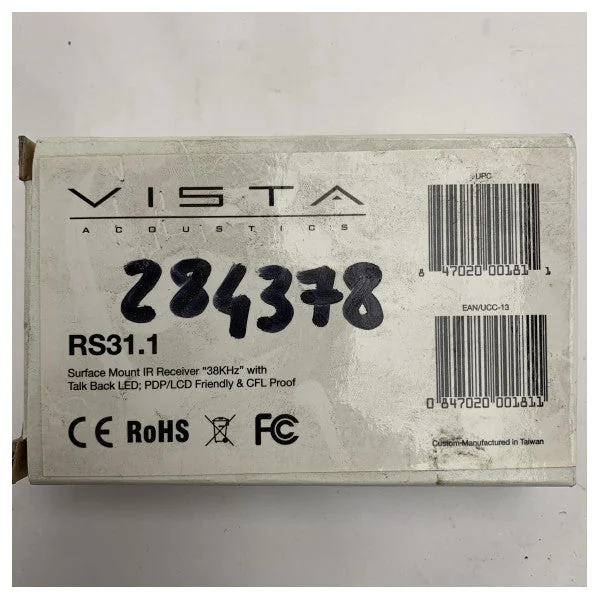 VISTA
ACOUSTICS
284378
RS31.1
Surface Mount IR Receiver "38KHz" with
Talk Back LED; PDP/LCD Friendly & CFL Proof
CE RoHS FC
UPC
8 47020 00181 1
EAN/UCC-13
0 847020 001811
Custom-Manufactured in Taiwan